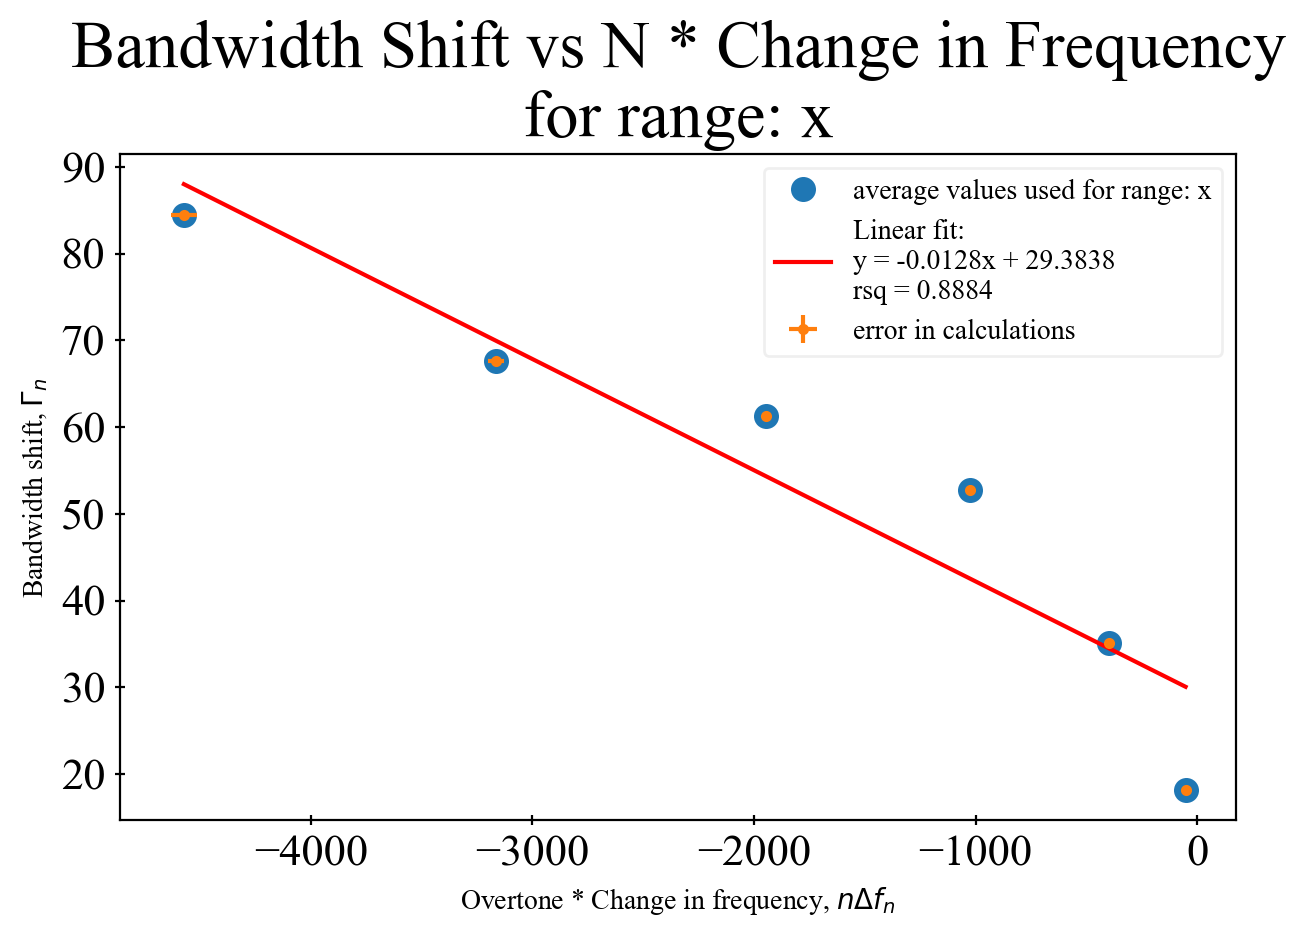 Bandwidth Shift vs N * Change in Frequency
for range: x
90
80
70
60
50
40
30
20
Bandwidth shift, Γn
average values used for range: x
Linear fit:
y = -0.0128x + 29.3838
rsq = 0.8884
error in calculations
−4000
−3000
−2000
−1000
0
Overtone * Change in frequency, nΔfn